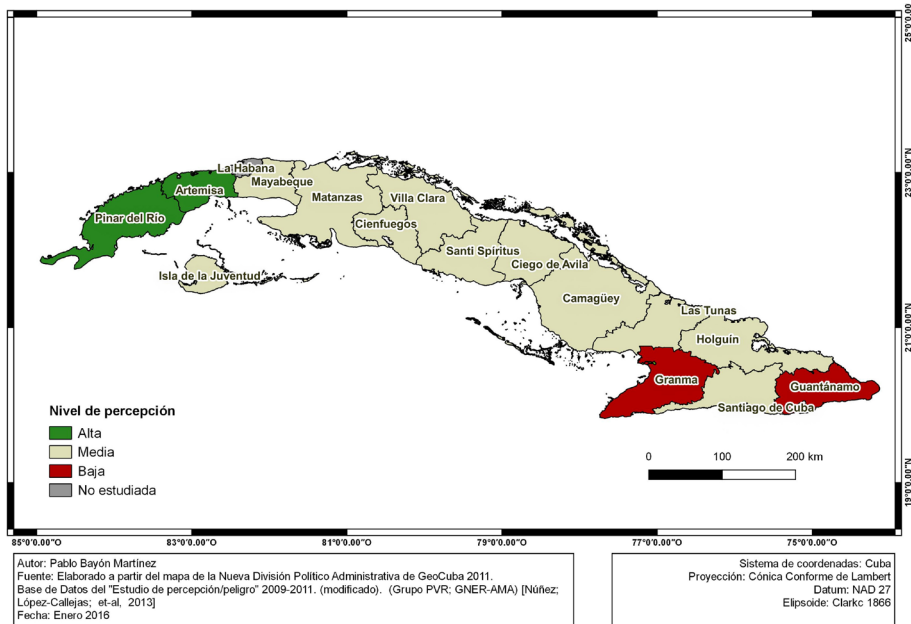 25°0'0.00"N
La Habana
Mayabeque
Artemisa
Matanzas
Villa Clara
23°0'0.00"N
Pinar del Río
Cienfuegos
Santi Spiritus
Ciego de Avila
Isla de la Juventud
Camagüey
Las Tunas
Holguín
21°0'0.00"N
Granma
Guantánamo
Santiago de Cuba
Nivel de percepción
Alta
Media
Baja
No estudiada
0 100 200 km
19°0'0.00"N
85°0'0.00"O 83°0'0.00"O 81°0'0.00"O 79°0'0.00"O 77°0'0.00"O 75°0'0.00"O
Autor: Pablo Bayón Martínez
Fuente: Elaborado a partir del mapa de la Nueva División Político Administrativa de GeoCuba 2011.
Base de Datos del "Estudio de percepción/peligro" 2009-2011. (modificado). (Grupo PVR; GNER-AMA) [Núñez;
López-Callejas; et-al, 2013]
Fecha: Enero 2016
Sistema de coordenadas: Cuba
Proyección: Cónica Conforme de Lambert
Datum: NAD 27
Elipsoide: Clarkc 1866